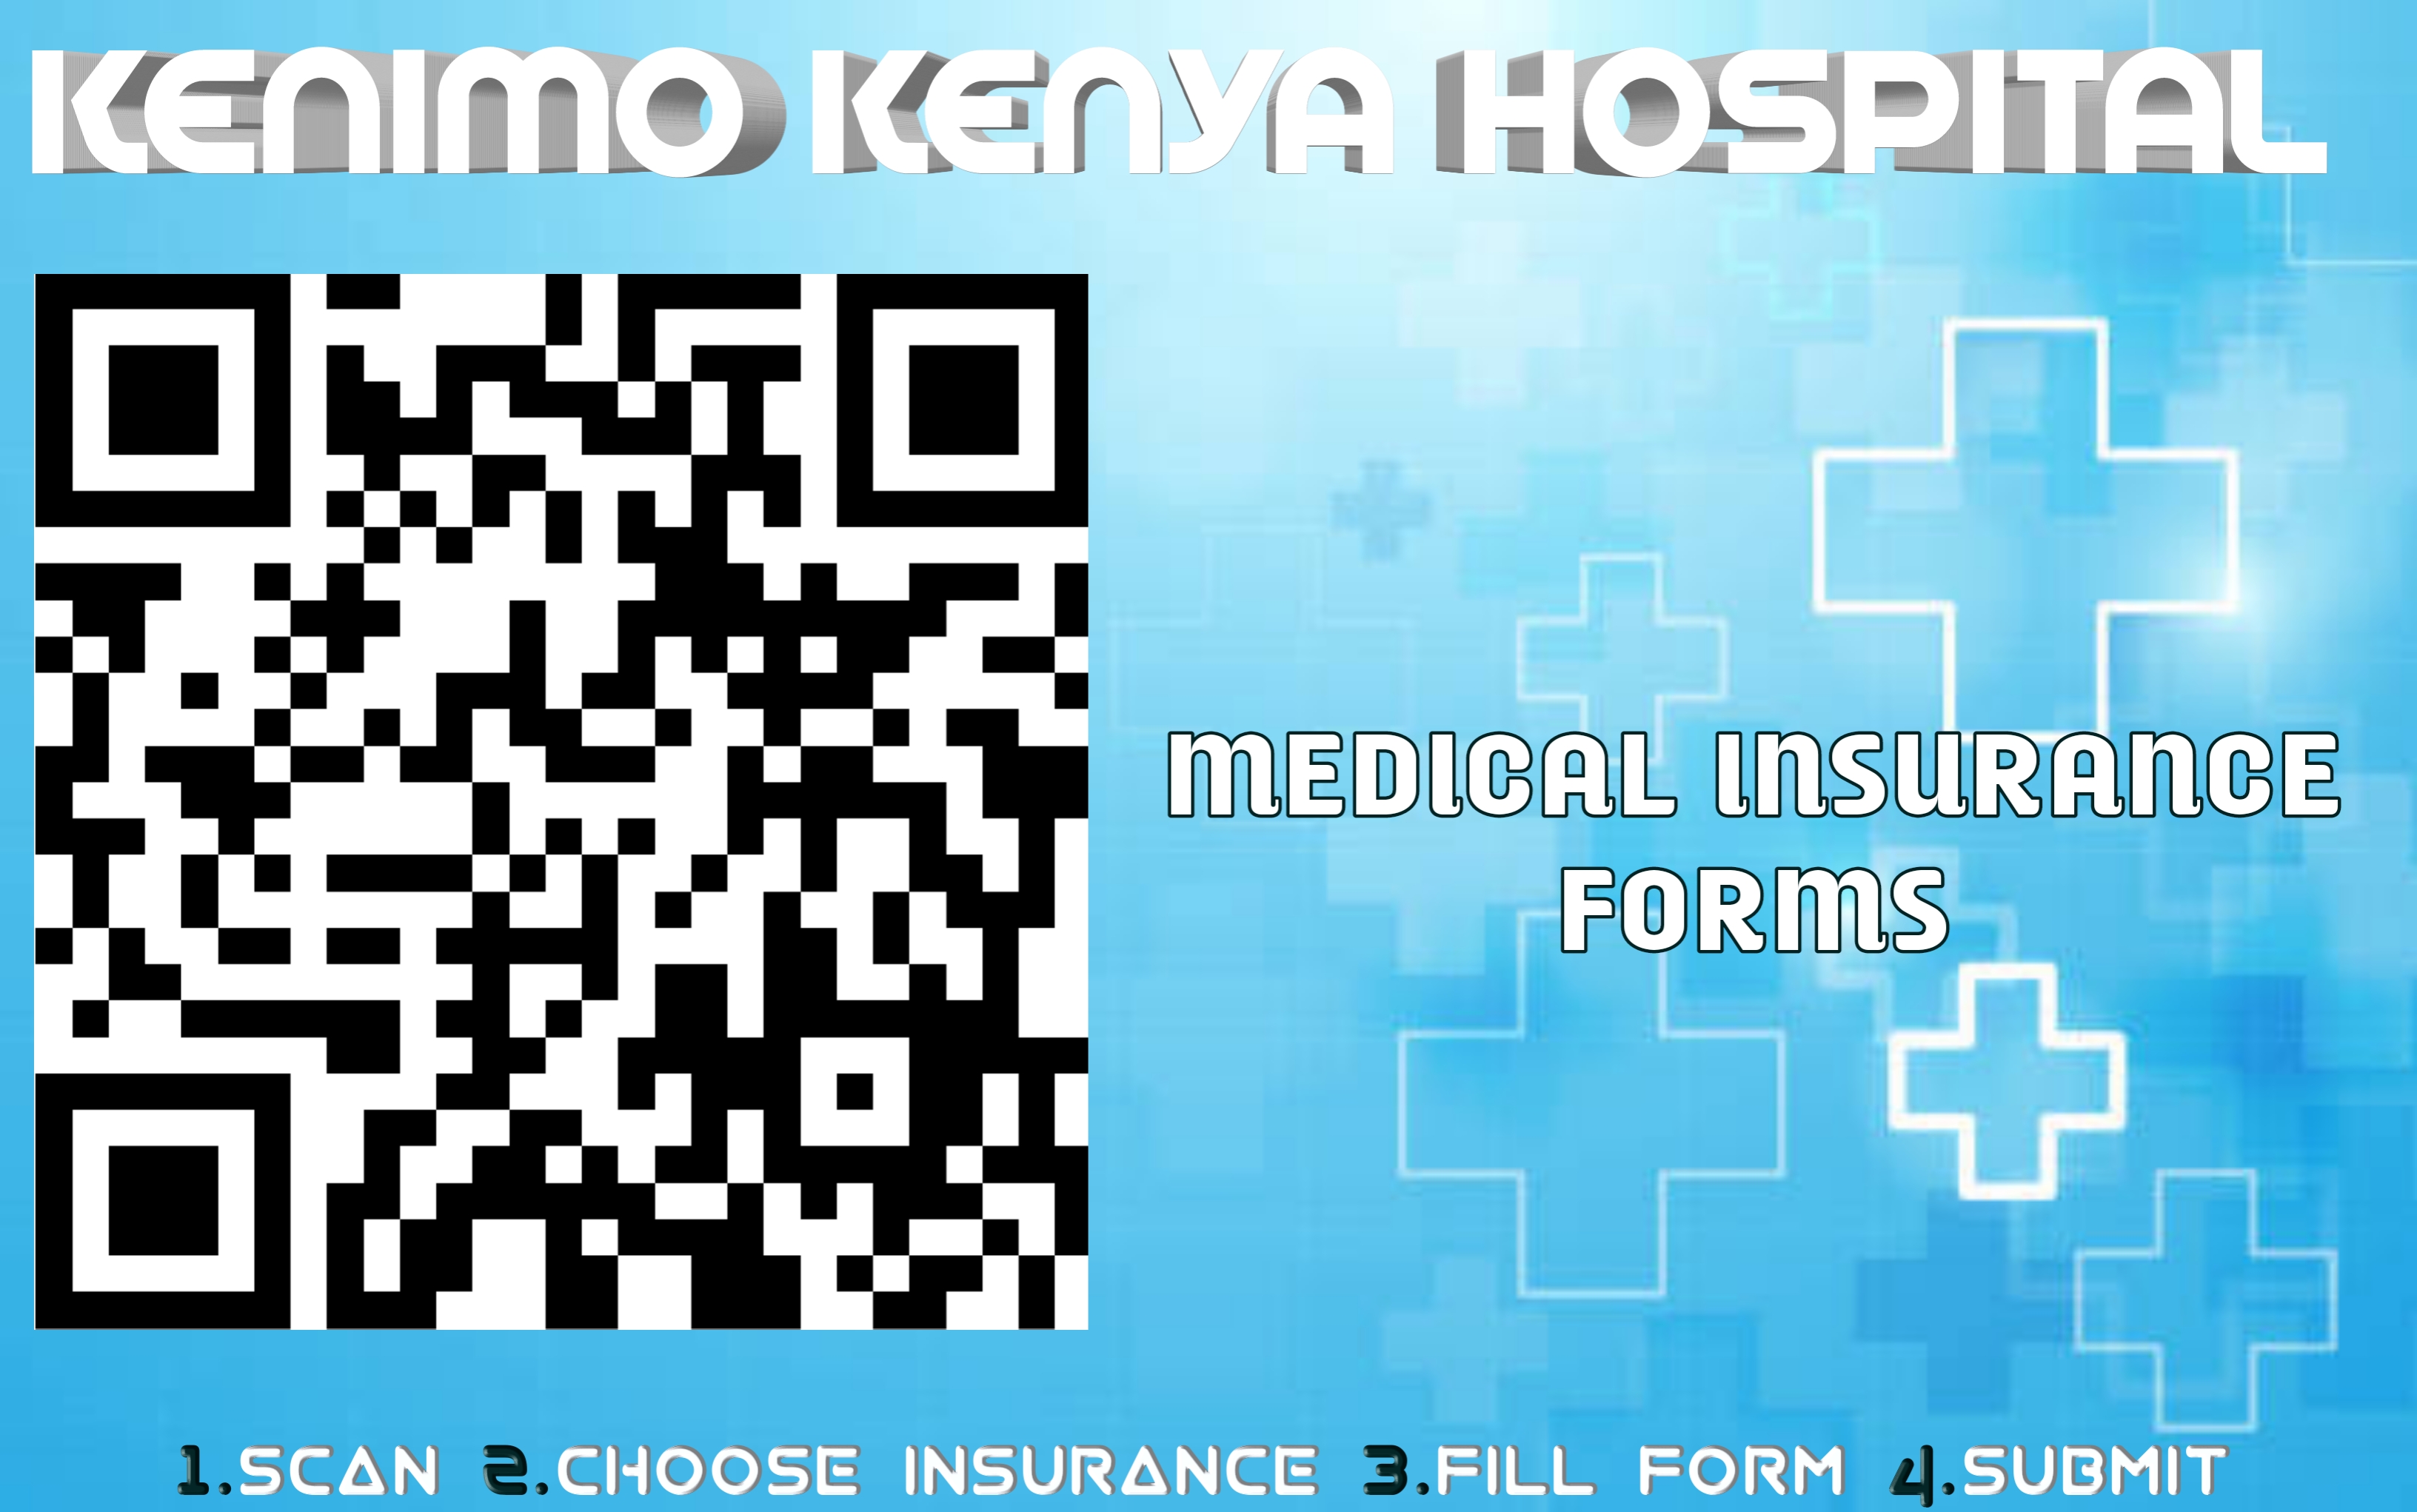 KENIMO KENYA HOSPITAL
MEDICAL INSURANCE
FORMS
1.SCAN 2.CHOOSE INSURANCE 3.FILL FORM 4.SUBMIT